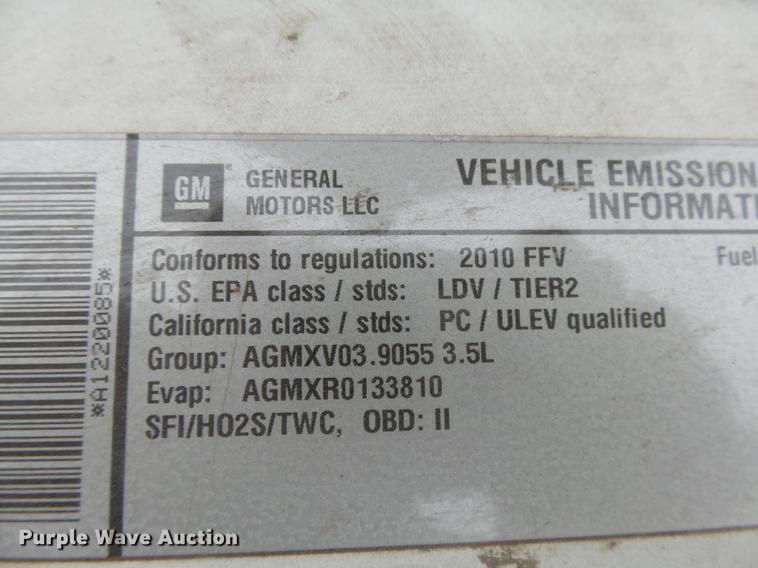 *A1220085*
GM
GENERAL
MOTORS LLC
VEHICLE EMISSION
INFORMATI
Conforms to regulations: 2010 FFV
Fuel
U.S. EPA class / stds: LDV / TIER2
California class / stds: PC / ULEV qualified
Group: AGMXV03.9055 3.5L
Evap: AGMXR0133810
SFI/HO2S/TWC, OBD: II
Purple Wave Auction